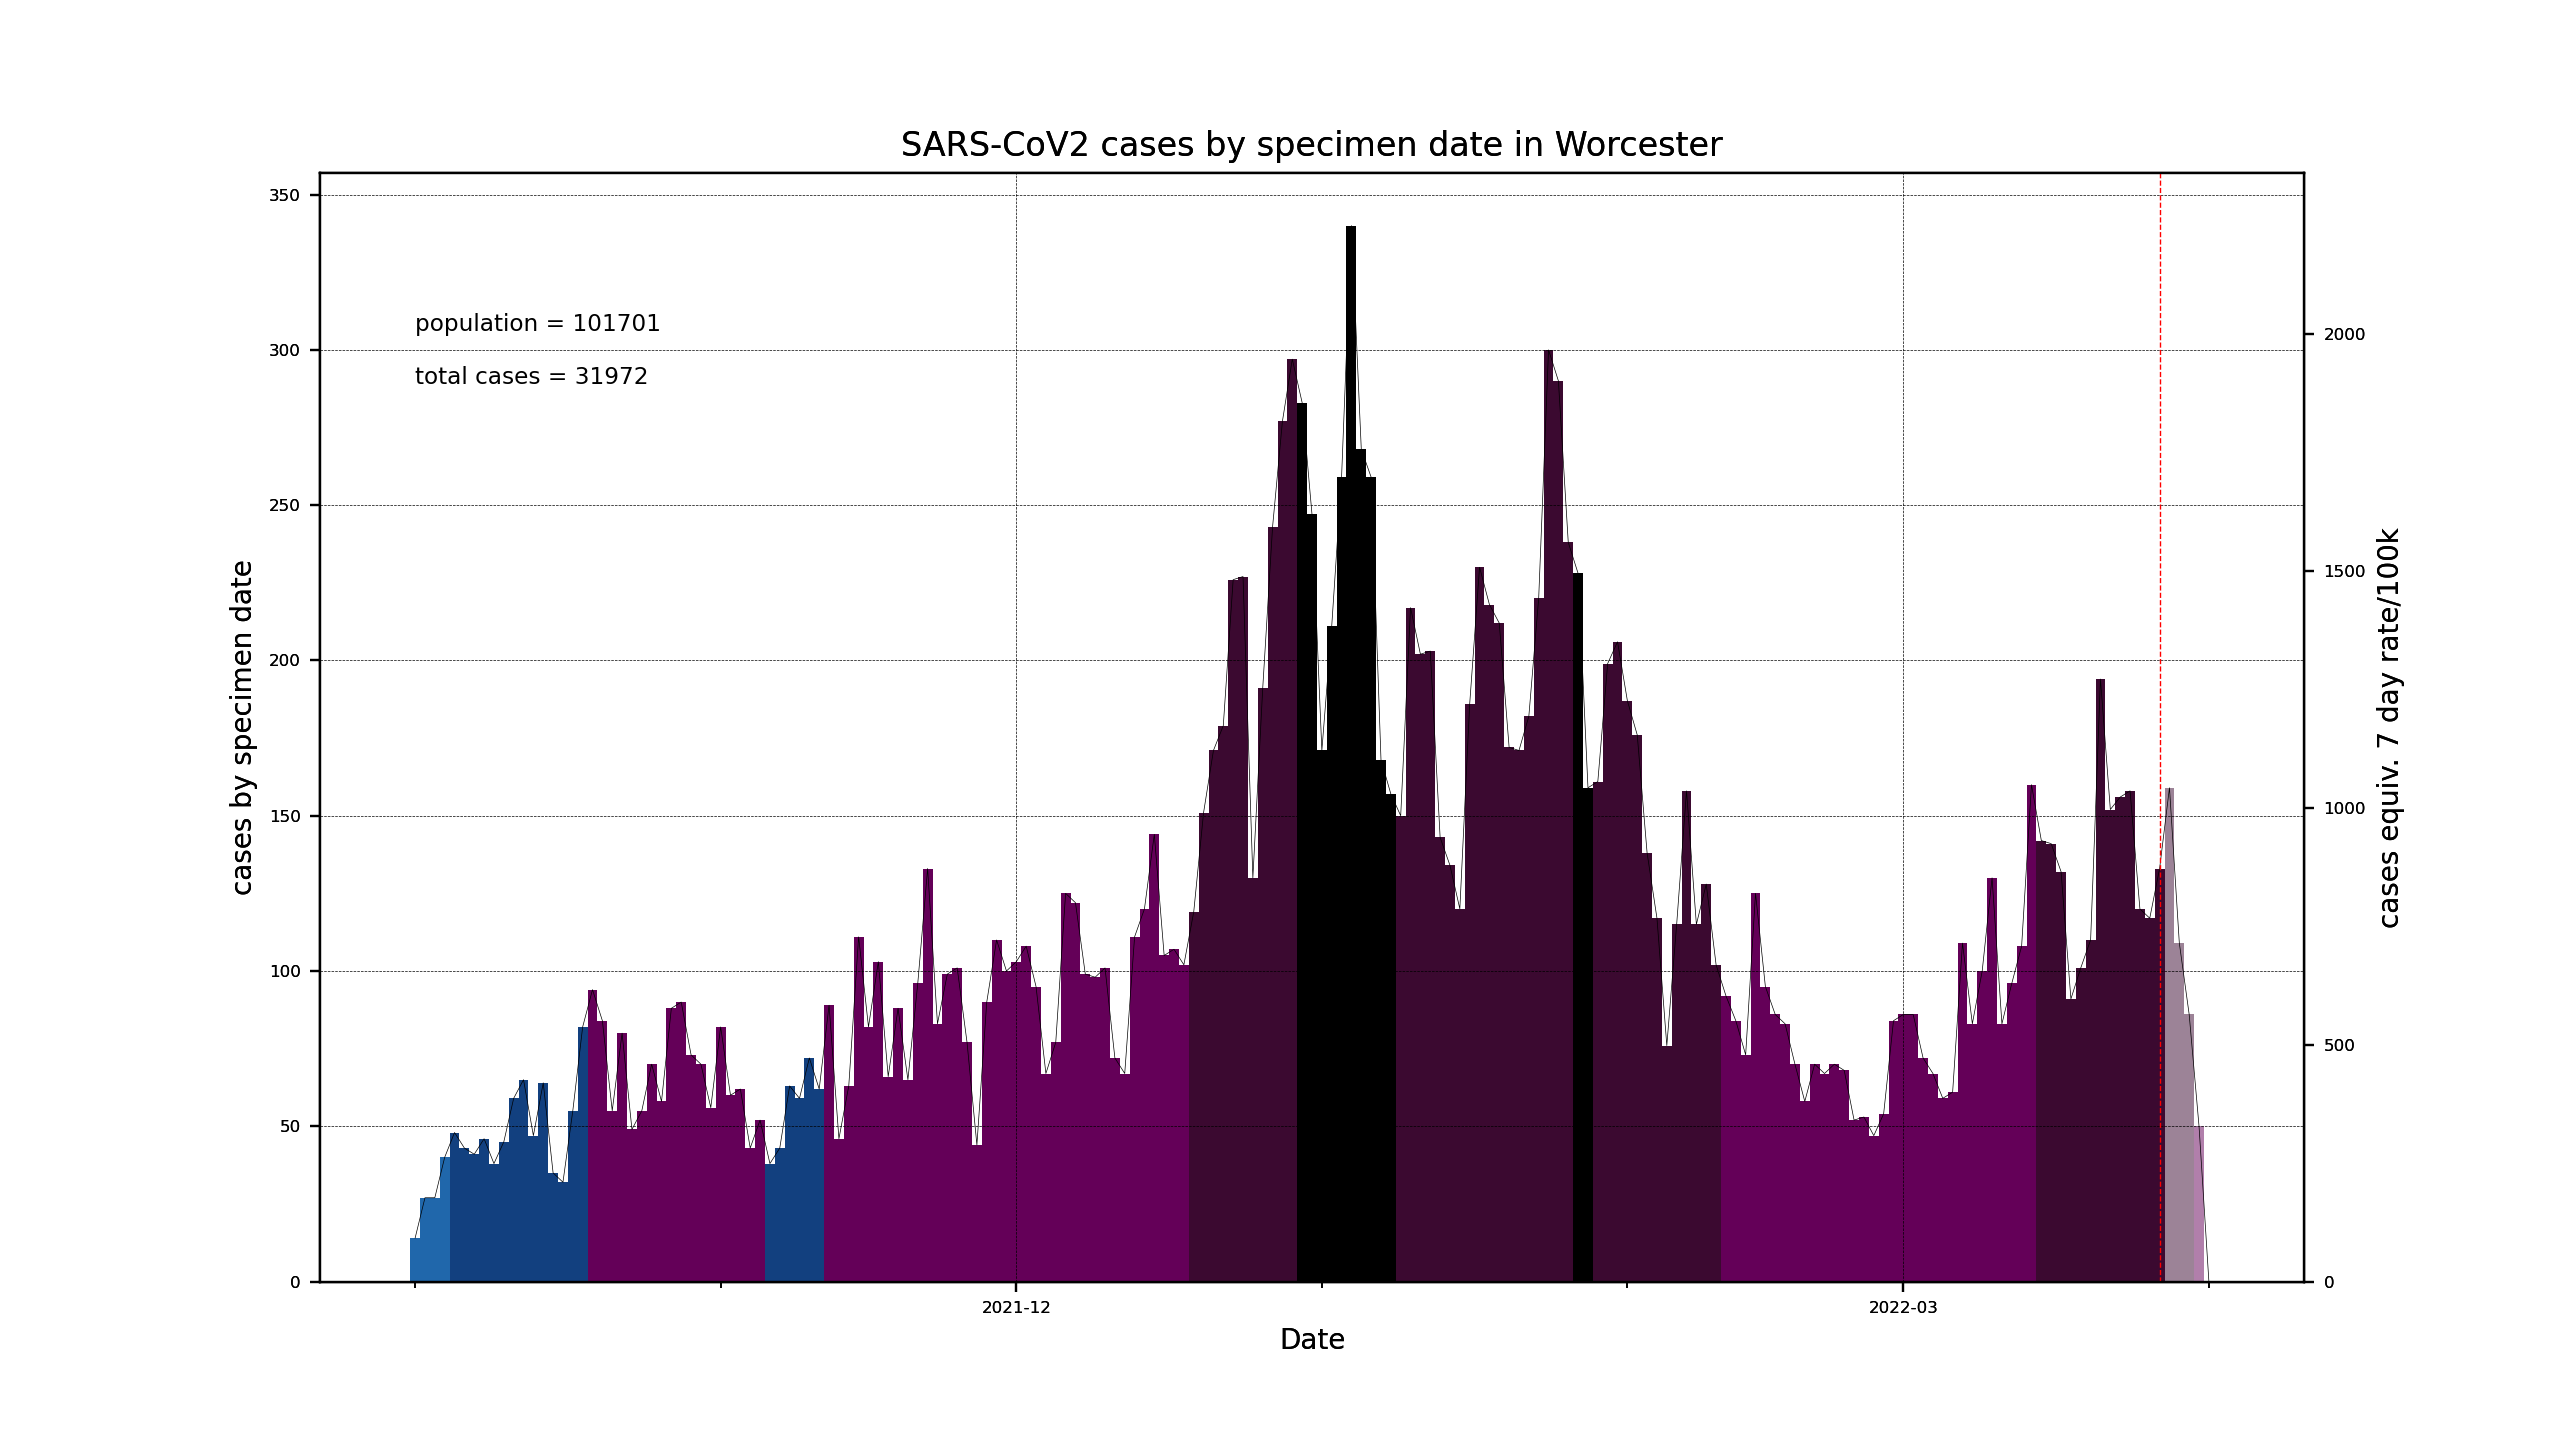 SARS-CoV2 cases by specimen date in Worcester
population = 101701
total cases = 31972
cases by specimen date
350
300
250
200
150
100
50
0
2000
1500
1000
500
0
cases equiv. 7 day rate/100k
2021-12
2022-03
Date